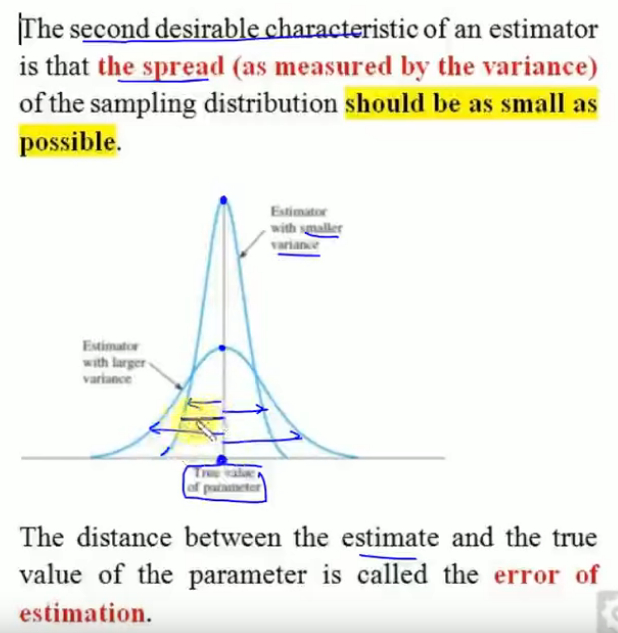 The second desirable characteristic of an estimator
is that the spread (as measured by the variance)
of the sampling distribution should be as small as
possible.
Estimator
with smaller
variance
Estimator
with larger
variance
True value
of parameter
The distance between the estimate and the true
value of the parameter is called the error of
estimation.